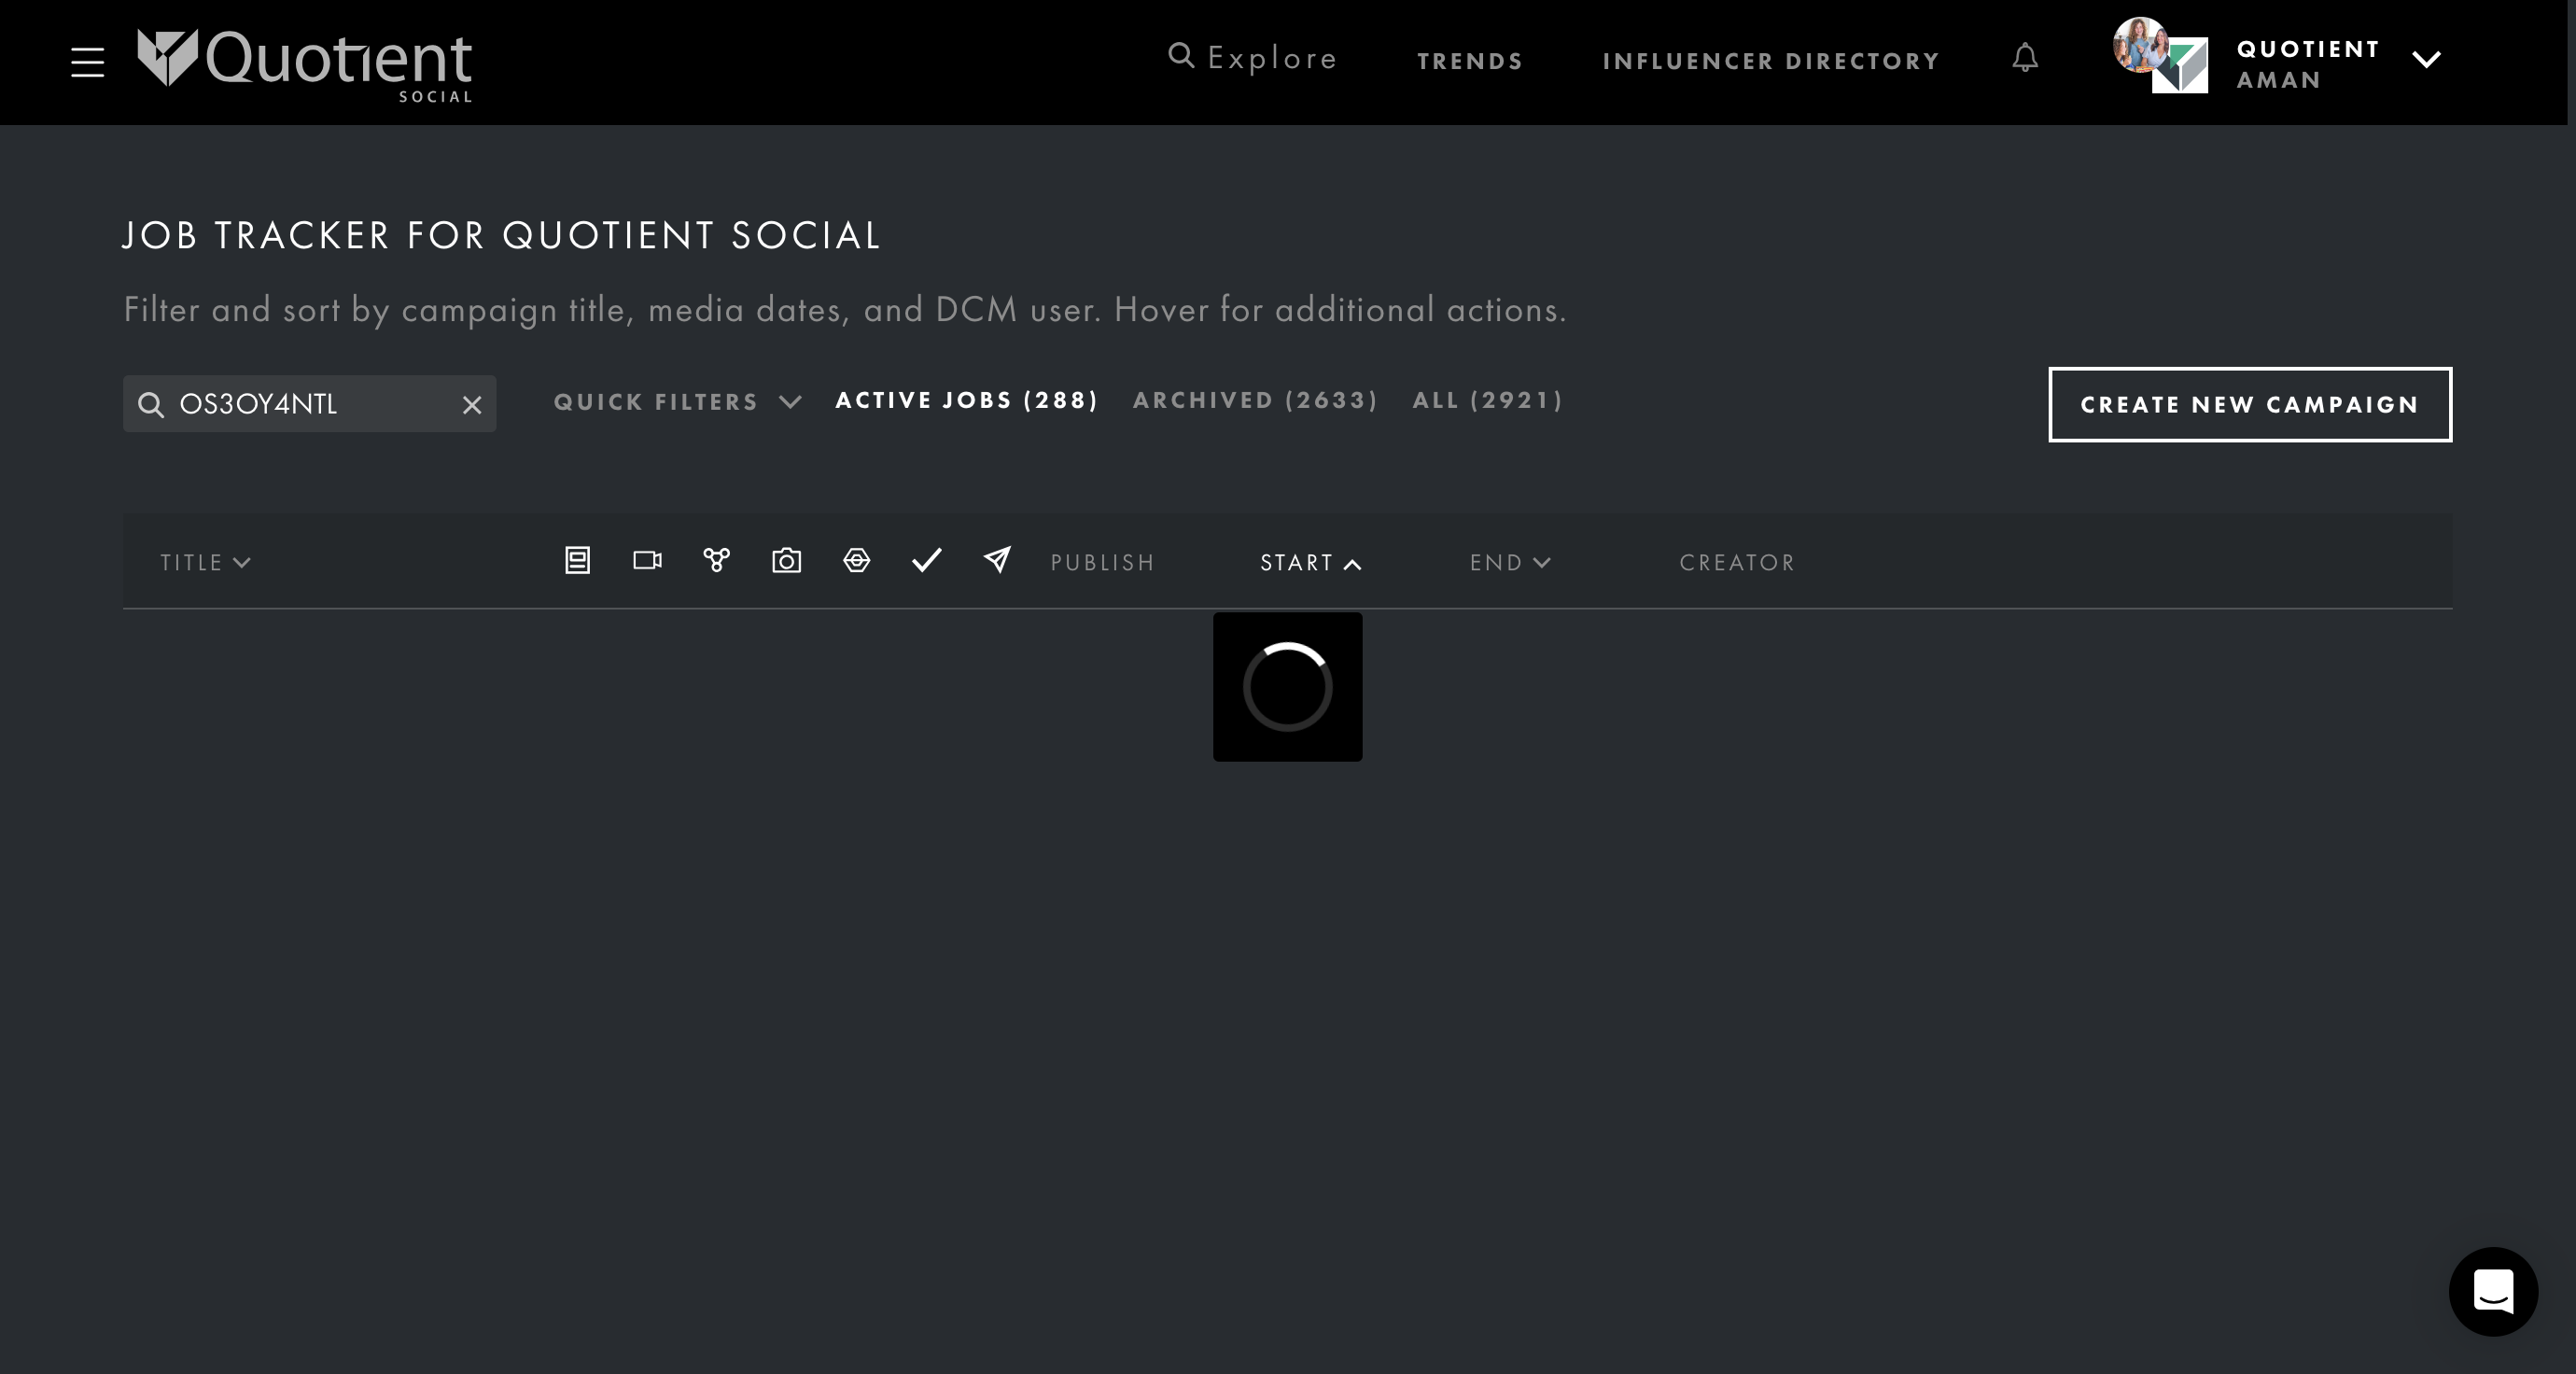 Quotient
SOCIAL
Explore
TRENDS
INFLUENCER DIRECTORY
QUOTIENT
AMAN
JOB TRACKER FOR QUOTIENT SOCIAL
Filter and sort by campaign title, media dates, and DCM user. Hover for additional actions.
OS3OY4NTL
QUICK FILTERS
ACTIVE JOBS (288)
ARCHIVED (2633)
ALL (2921)
CREATE NEW CAMPAIGN
TITLE
PUBLISH
START
END
CREATOR